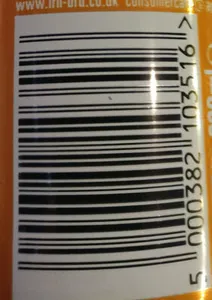 www.irn-bru.co.uk consumercare@
5 000382 103516 >